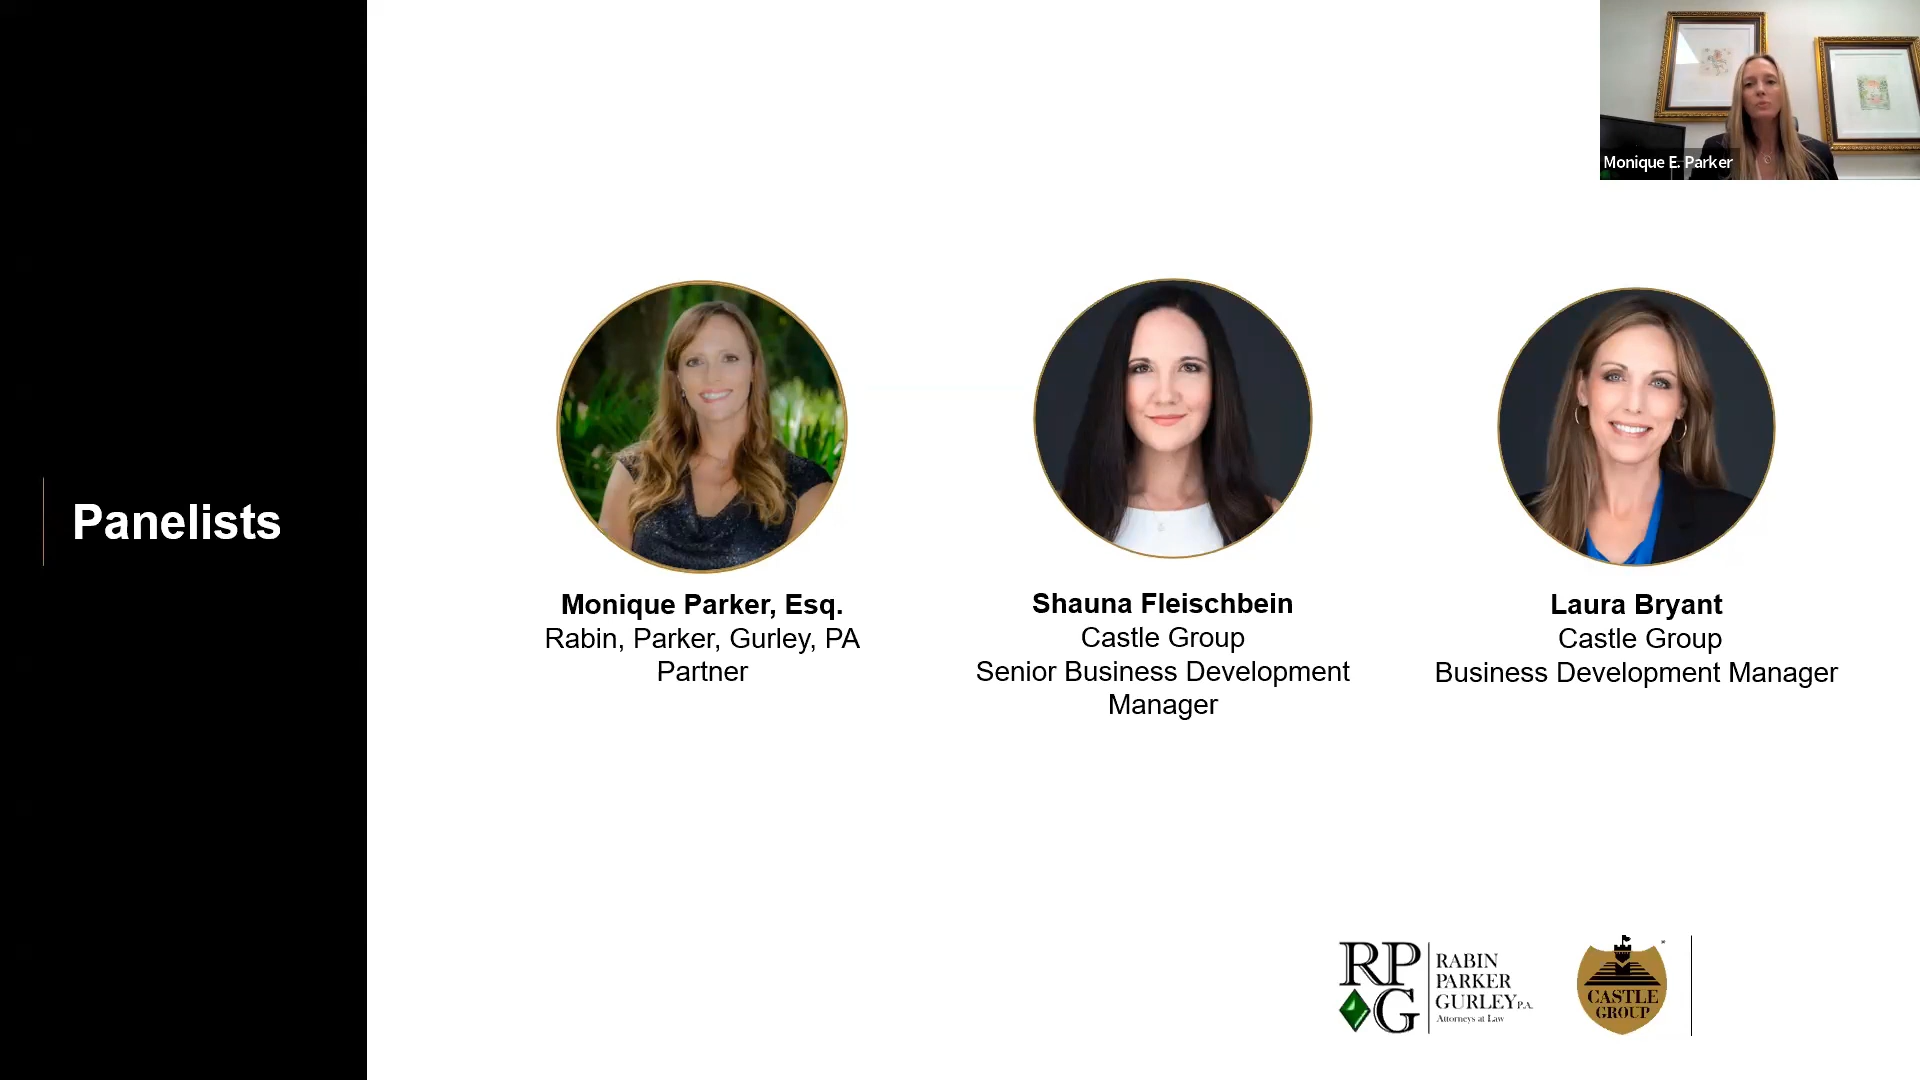 Monique E. Parker
Panelists
Monique Parker, Esq.
Rabin, Parker, Gurley, PA
Partner
Shauna Fleischbein
Castle Group
Senior Business Development
Manager
Laura Bryant
Castle Group
Business Development Manager
RP
G
RABIN
PARKER
GURLEY P.A.
Attorneys at Law
CASTLE
GROUP